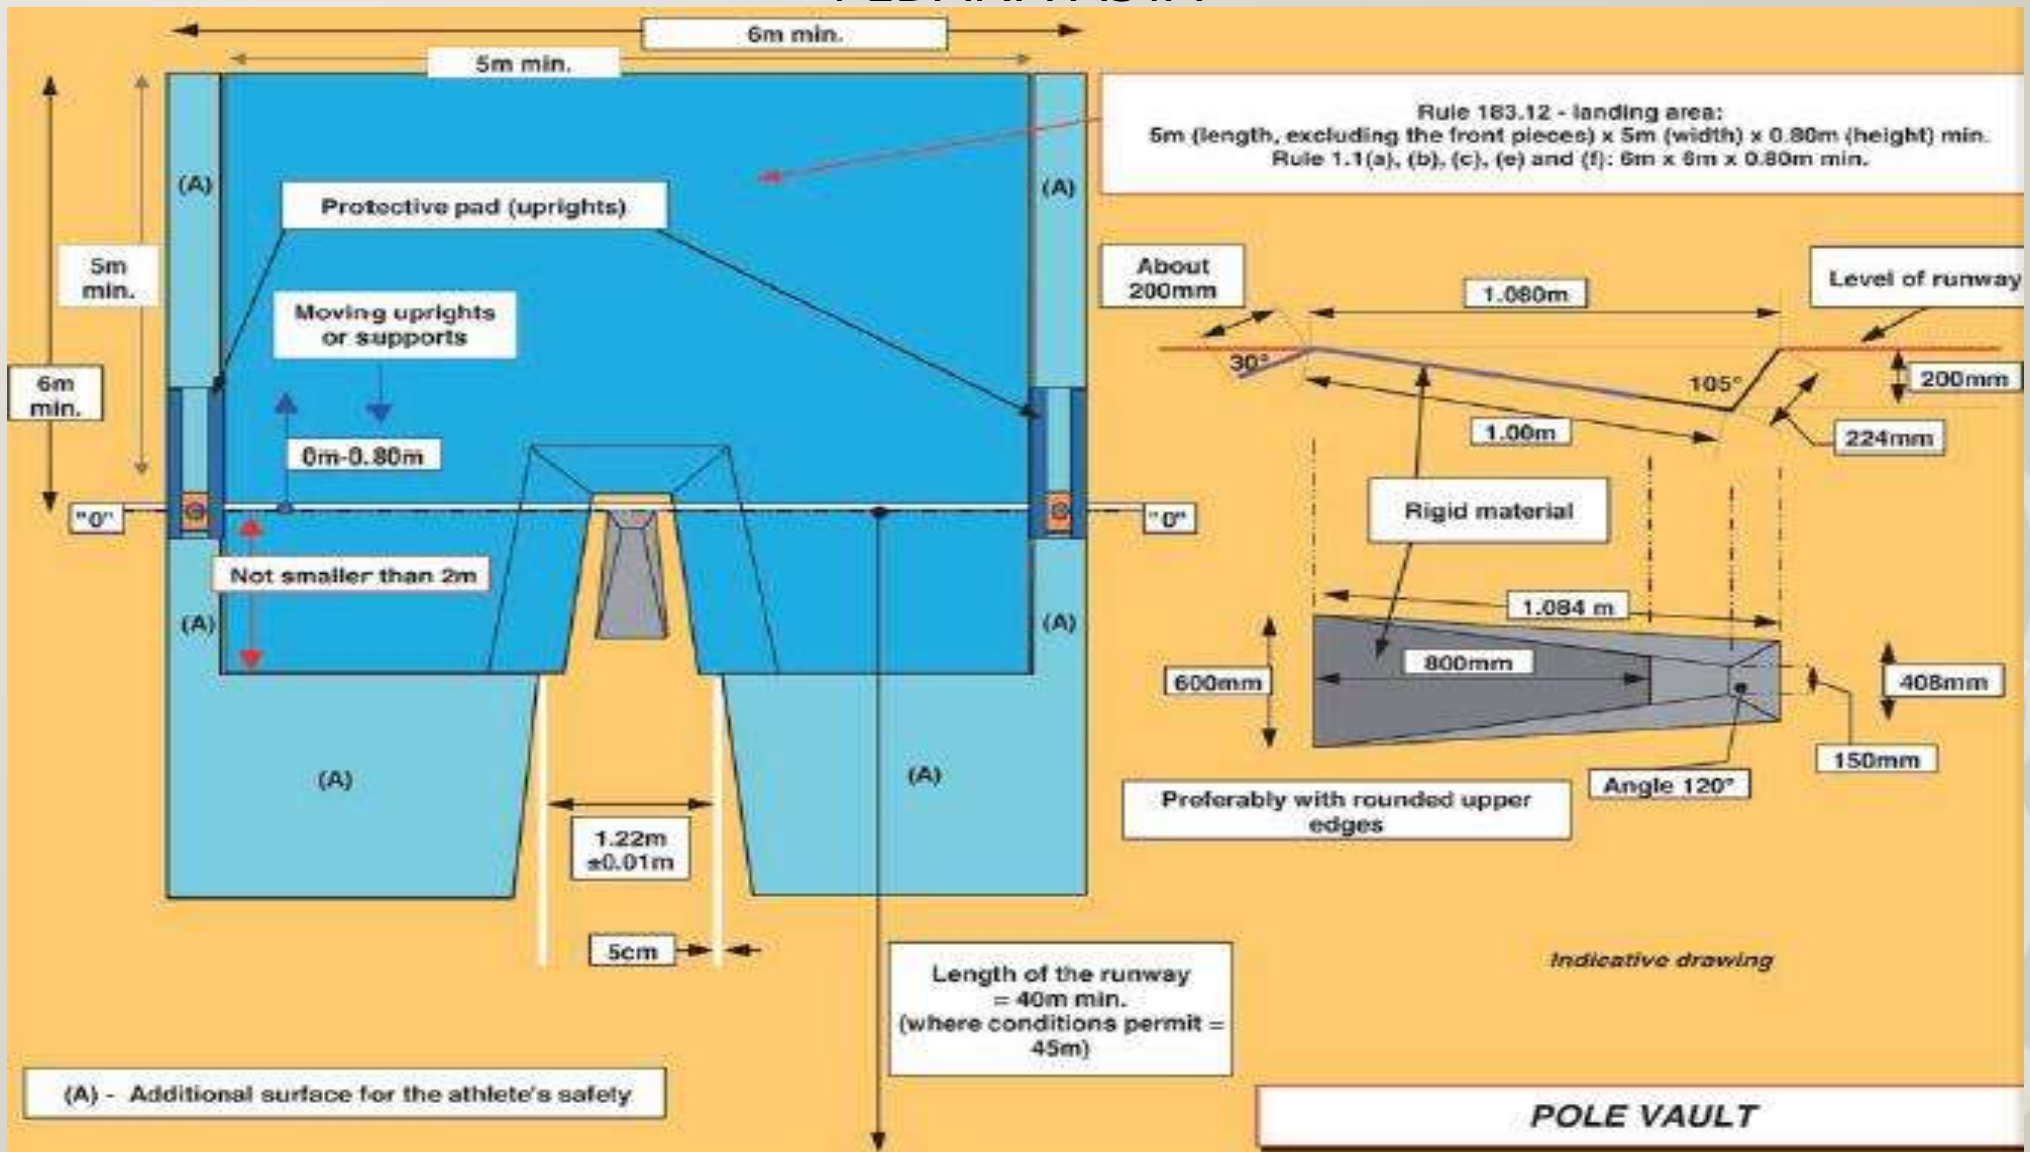 6m min.
5m min.
Rule 183.12 - landing area:
5m (length, excluding the front pieces) x 5m (width) x 0.80m (height) min.
Rule 1.1(a), (b), (c), (e) and (f): 6m x 6m x 0.80m min.
(A)
(A)
Protective pad (uprights)
5m
min.
Moving uprights
or supports
6m
min.
0m-0.80m
"0"
"0"
Not smaller than 2m
(A)
(A)
(A)
(A)
1.22m
±0.01m
5cm
Length of the runway
= 40m min.
(where conditions permit =
45m)
(A) - Additional surface for the athlete's safety
About
200mm
1.080m
Level of runway
30°
105°
200mm
1.00m
224mm
Rigid material
1.084 m
800mm
600mm
408mm
150mm
Angle 120°
Preferably with rounded upper
edges
Indicative drawing
POLE VAULT